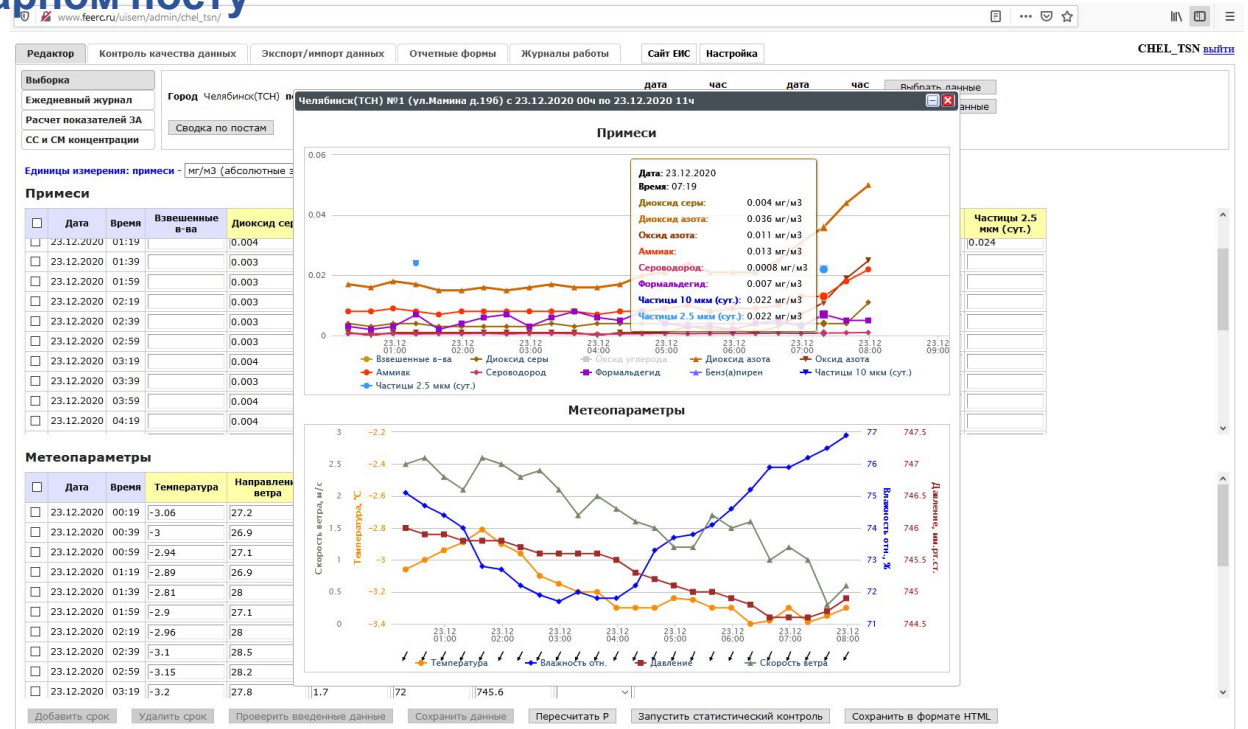 арном посту
www.feerc.ru/uisem/admin/chel_tsn/
Редактор Контроль качества данных Экспорт/импорт данных Отчетные формы Журналы работы Сайт ЕИС Настройка CHEL_TSN выйти
Выборка
Ежедневный журнал
Расчет показателей ЗА
СС и СМ концентрации
Город Челябинск(ТСН)
Сводка по постам
дата час дата час Выбрать данные
Челябинск(ТСН) №1 (ул.Мамина д.19б) с 23.12.2020 00ч по 23.12.2020 11ч
Единицы измерения: примеси - мг/м3 (абсолютные з
Примеси
Дата Время Взвешенные в-ва Диоксид сер
23.12.2020 01:19 0.004
23.12.2020 01:39 0.003
23.12.2020 01:59 0.003
23.12.2020 02:19 0.003
23.12.2020 02:39 0.003
23.12.2020 02:59 0.003
23.12.2020 03:19 0.004
23.12.2020 03:39 0.003
23.12.2020 03:59 0.004
23.12.2020 04:19 0.004
Частицы 2.5 мкм (сут.)
0.024
Примеси
0.06
0.04
0.02
0
Дата: 23.12.2020
Время: 07:19
Диоксид серы: 0.004 мг/м3
Диоксид азота: 0.036 мг/м3
Оксид азота: 0.011 мг/м3
Аммиак: 0.013 мг/м3
Сероводород: 0.0008 мг/м3
Формальдегид: 0.007 мг/м3
Частицы 10 мкм (сут.): 0.022 мг/м3
Частицы 2.5 мкм (сут.): 0.022 мг/м3
23.12 23.12 23.12 23.12 23.12 23.12 23.12 23.12 23.12
01:00 02:00 03:00 04:00 05:00 06:00 07:00 08:00 09:00
Взвешенные в-ва Диоксид серы Оксид углерода Диоксид азота Оксид азота
Аммиак Сероводород Формальдегид Бенз(а)пирен Частицы 10 мкм (сут.)
Частицы 2.5 мкм (сут.)
Метеопараметры
Дата Время Температура Направлени ветра
23.12.2020 00:19 -3.06 27.2
23.12.2020 00:39 -3 26.9
23.12.2020 00:59 -2.94 27.1
23.12.2020 01:19 -2.89 26.9
23.12.2020 01:39 -2.81 28
23.12.2020 01:59 -2.9 27.1
23.12.2020 02:19 -2.96 28
23.12.2020 02:39 -3.1 28.5
23.12.2020 02:59 -3.15 28.2
23.12.2020 03:19 -3.2 27.8 1.7 72 745.6
Метеопараметры
3 -2.2 77 747.5
2.5 -2.4 76 747
2 -2.6 75 746.5
1.5 -2.8 74 746
1 -3 73 745.5
0.5 -3.2 72 745
0 -3.4 71 744.5
Скорость ветра, м/с
Температура, °C
Влажность отн., %
Давление, мм.рт.ст.
23.12 23.12 23.12 23.12 23.12 23.12 23.12 23.12
01:00 02:00 03:00 04:00 05:00 06:00 07:00 08:00
Температура Влажность отн. Давление Скорость ветра
Добавить срок Удалить срок Проверить введенные данные Сохранить данные Пересчитать Р Запустить статистический контроль Сохранить в формате HTML